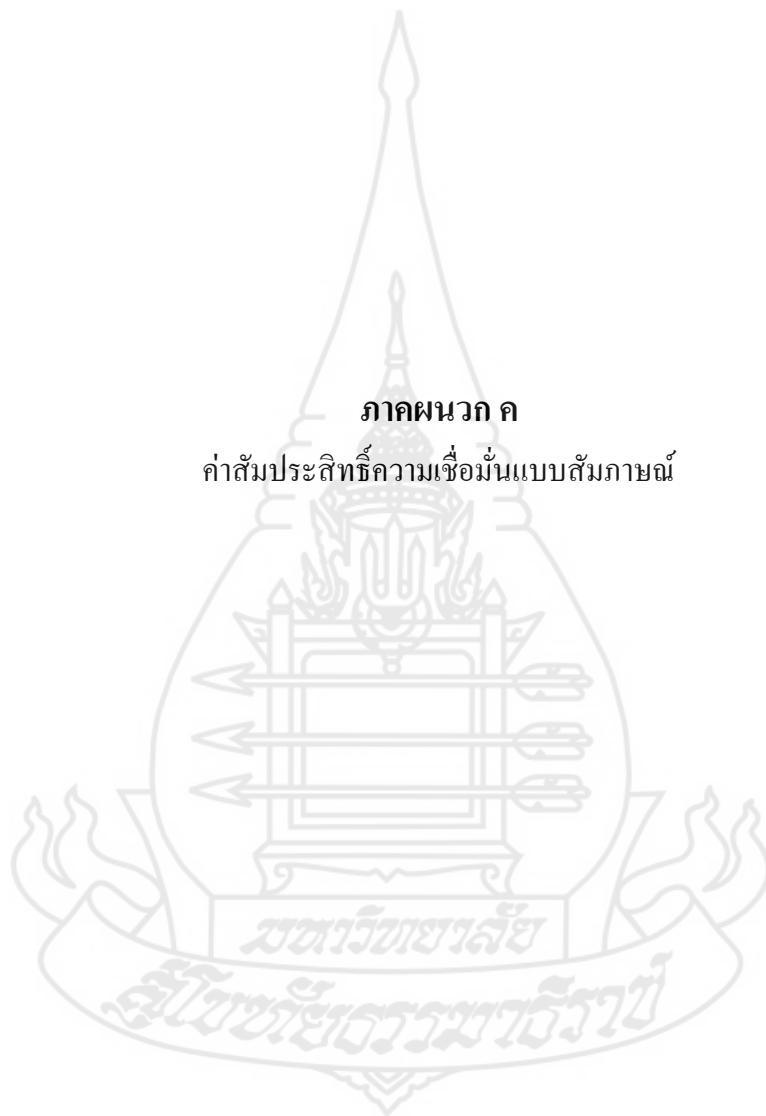 ภาคผนวก ค
ค่าสัมประสิทธิ์ความเชื่อมั่นแบบสัมภาษณ์
มหาวิทยาลัย
สุโขทัยธรรมาธิราช